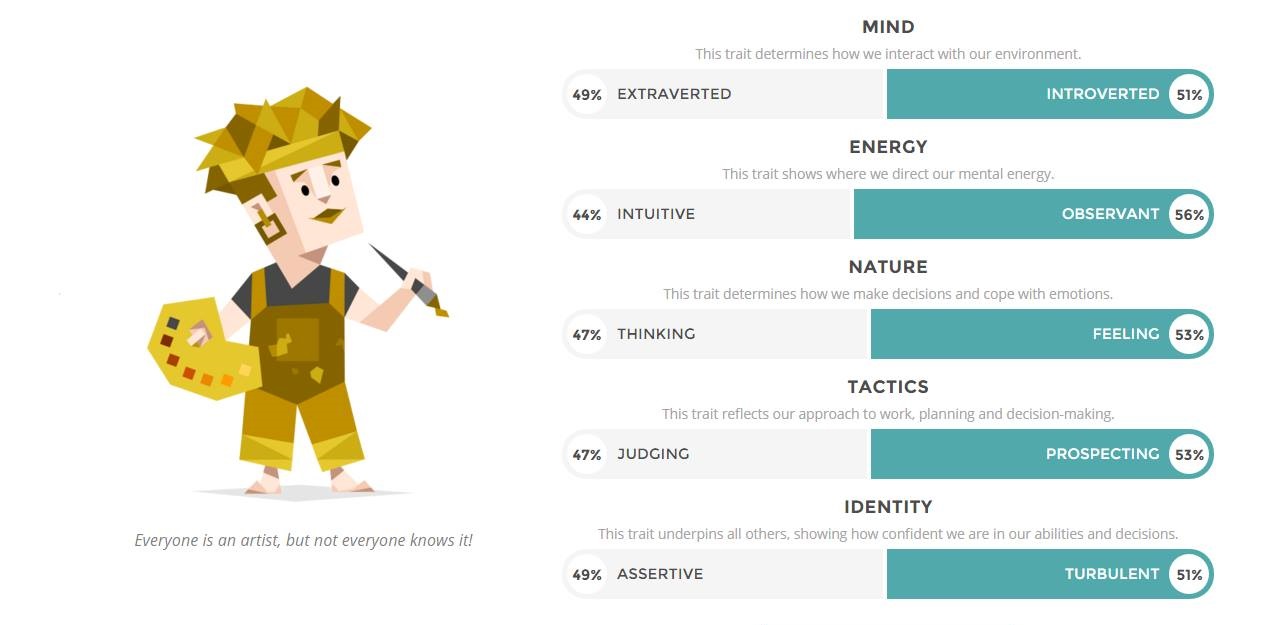 MIND
This trait determines how we interact with our environment.
49% EXTRAVERTED INTROVERTED 51%
ENERGY
This trait shows where we direct our mental energy.
44% INTUITIVE OBSERVANT 56%
NATURE
This trait determines how we make decisions and cope with emotions.
47% THINKING FEELING 53%
TACTICS
This trait reflects our approach to work, planning and decision-making.
47% JUDGING PROSPECTING 53%
IDENTITY
This trait underpins all others, showing how confident we are in our abilities and decisions.
49% ASSERTIVE TURBULENT 51%
Everyone is an artist, but not everyone knows it!